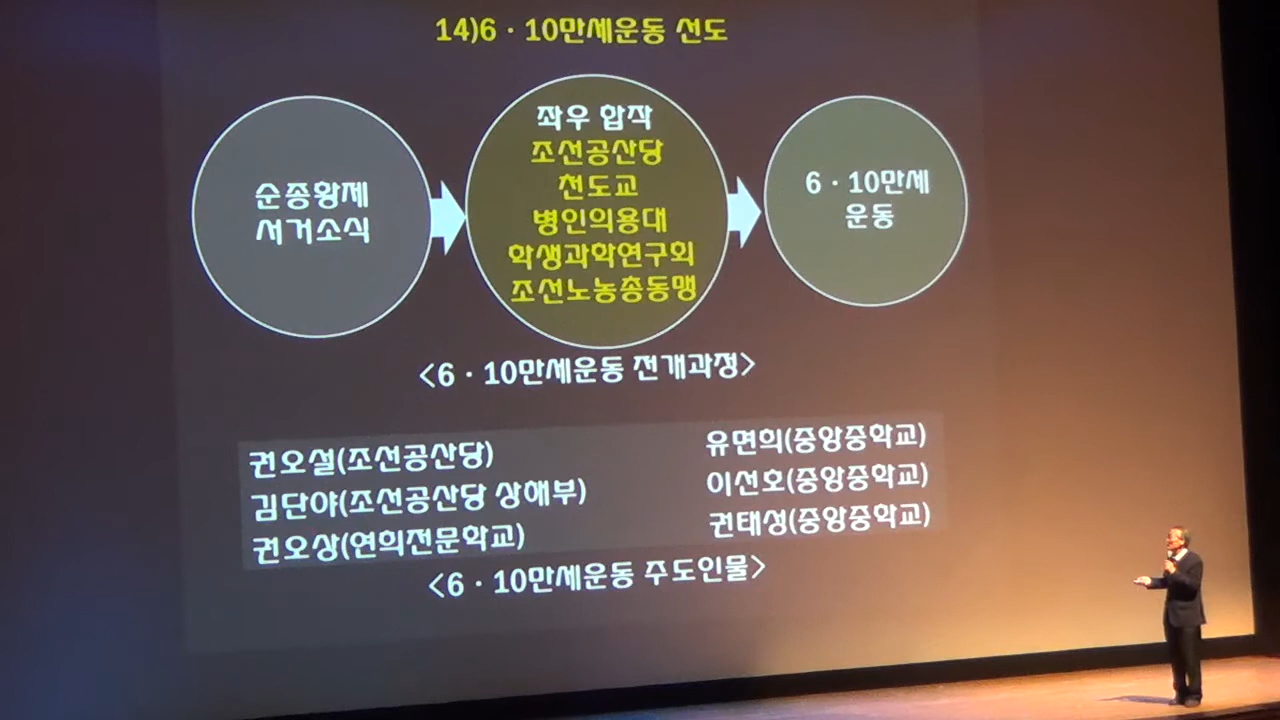 14)6·10만세운동 선도
순종황제
서거소식
좌우 합작
조선공산당
천도교
병인의용대
학생과학연구회
조선노농총동맹
6·10만세
운동
<6·10만세운동 전개과정>
권오설(조선공산당)
김단야(조선공산당 상해부)
권오상(연희전문학교)
유면희(중앙중학교)
이선호(중앙중학교)
권태성(중앙중학교)
<6·10만세운동 주도인물>